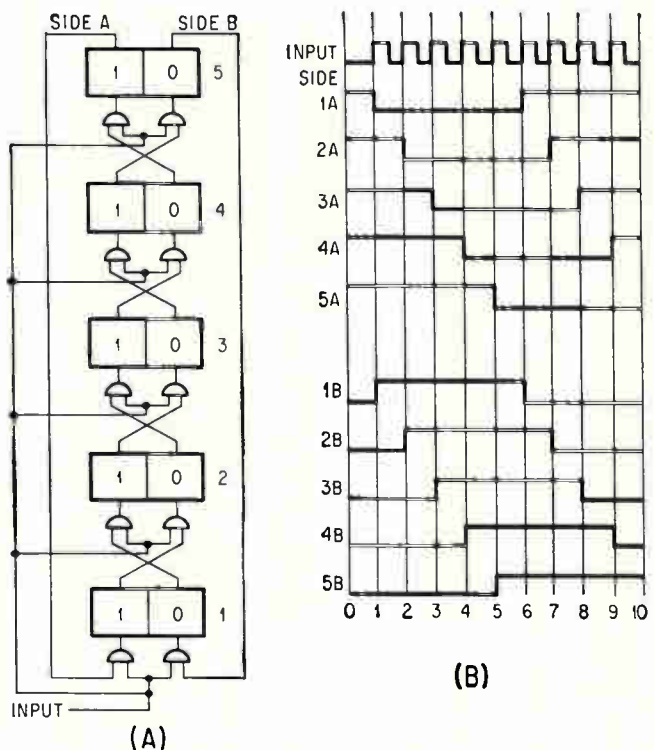 SIDE A SIDE B
1 0 5
1 0 4
1 0 3
1 0 2
1 0 1
INPUT
(A)
INPUT
SIDE
1A
2A
3A
4A
5A
1B
2B
3B
4B
5B
0 1 2 3 4 5 6 7 8 9 10
(B)